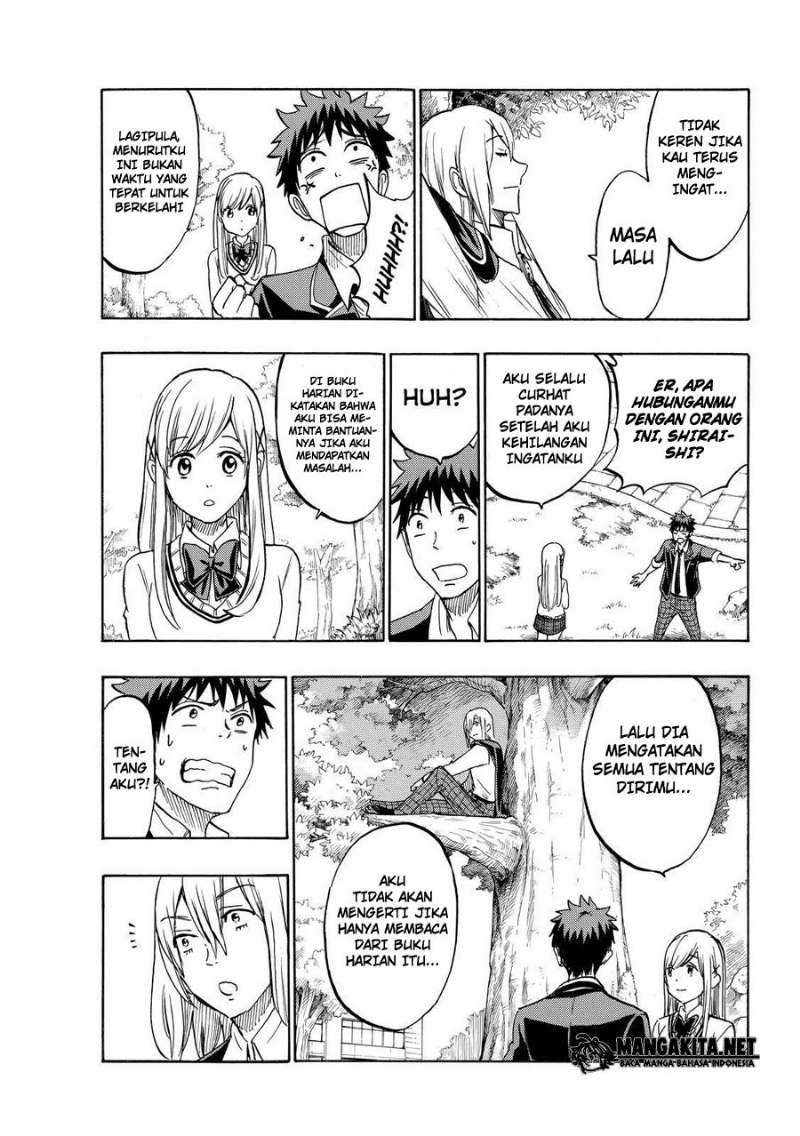 TIDAK
KEREN JIKA
KAU TERUS
MENG-
INGAT...
MASA
LALU
LAGIPULA,
MENURUTKU
INI BUKAN
WAKTU YANG
TEPAT UNTUK
BERKELAHI
HUHHH?!
ER, APA
HUBUNGANMU
DENGAN ORANG
INI, SHIRAI-
SHI?
AKU SELALU
CURHAT
PADANYA
SETELAH AKU
KEHILANGAN
INGATANKU
HUH?
DI BUKU
HARIAN DI-
KATAKAN BAHWA
AKU BISA ME-
MINTA BANTUAN-
NYA JIKA AKU
MENDAPATKAN
MASALAH...
LALU DIA
MENGATAKAN
SEMUA TENTANG
DIRIMU...
AKU
TIDAK AKAN
MENGERTI JIKA
HANYA MEMBACA
DARI BUKU
HARIAN ITU...
TEN-
TANG
AKU?!
MANGAKITA.NET
BACA MANGA BAHASA INDONESIA